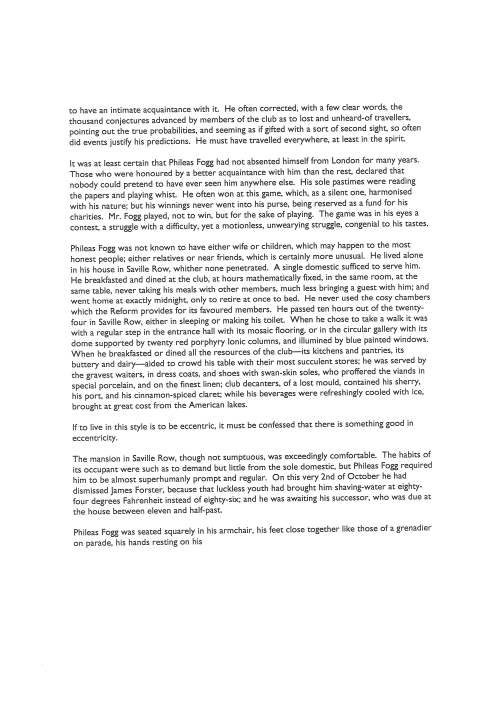 to have an intimate acquaintance with it. He often corrected, with a few clear words, the
thousand conjectures advanced by members of the club as to lost and unheard-of travellers,
pointing out the true probabilities, and seeming as if gifted with a sort of second sight, so often
did events justify his predictions. He must have travelled everywhere, at least in the spirit.
It was at least certain that Phileas Fogg had not absented himself from London for many years.
Those who were honoured by a better acquaintance with him than the rest, declared that
nobody could pretend to have ever seen him anywhere else. His sole pastimes were reading
the papers and playing whist. He often won at this game, which, as a silent one, harmonised
with his nature; but his winnings never went into his purse, being reserved as a fund for his
charities. Mr. Fogg played, not to win, but for the sake of playing. The game was in his eyes a
contest, a struggle with a difficulty, yet a motionless, unwearying struggle, congenial to his tastes.
Phileas Fogg was not known to have either wife or children, which may happen to the most
honest people; either relatives or near friends, which is certainly more unusual. He lived alone
in his house in Saville Row, whither none penetrated. A single domestic sufficed to serve him.
He breakfasted and dined at the club, at hours mathematically fixed, in the same room, at the
same table, never taking his meals with other members, much less bringing a guest with him; and
went home at exactly midnight, only to retire at once to bed. He never used the cosy chambers
which the Reform provides for its favoured members. He passed ten hours out of the twenty-
four in Saville Row, either in sleeping or making his toilet. When he chose to take a walk it was
with a regular step in the entrance hall with its mosaic flooring, or in the circular gallery with its
dome supported by twenty red porphyry Ionic columns, and illumined by blue painted windows.
When he breakfasted or dined all the resources of the club—its kitchens and pantries, its
buttery and dairy—aided to crowd his table with their most succulent stores; he was served by
the gravest waiters, in dress coats, and shoes with swan-skin soles, who proffered the viands in
special porcelain, and on the finest linen; club decanters, of a lost mould, contained his sherry,
his port, and his cinnamon-spiced claret; while his beverages were refreshingly cooled with ice,
brought at great cost from the American lakes.
If to live in this style is to be eccentric, it must be confessed that there is something good in
eccentricity.
The mansion in Saville Row, though not sumptuous, was exceedingly comfortable. The habits of
its occupant were such as to demand but little from the sole domestic, but Phileas Fogg required
him to be almost superhumanly prompt and regular. On this very 2nd of October he had
dismissed James Forster, because that luckless youth had brought him shaving-water at eighty-
four degrees Fahrenheit instead of eighty-six; and he was awaiting his successor, who was due at
the house between eleven and half-past.
Phileas Fogg was seated squarely in his armchair, his feet close together like those of a grenadier
on parade, his hands resting on his